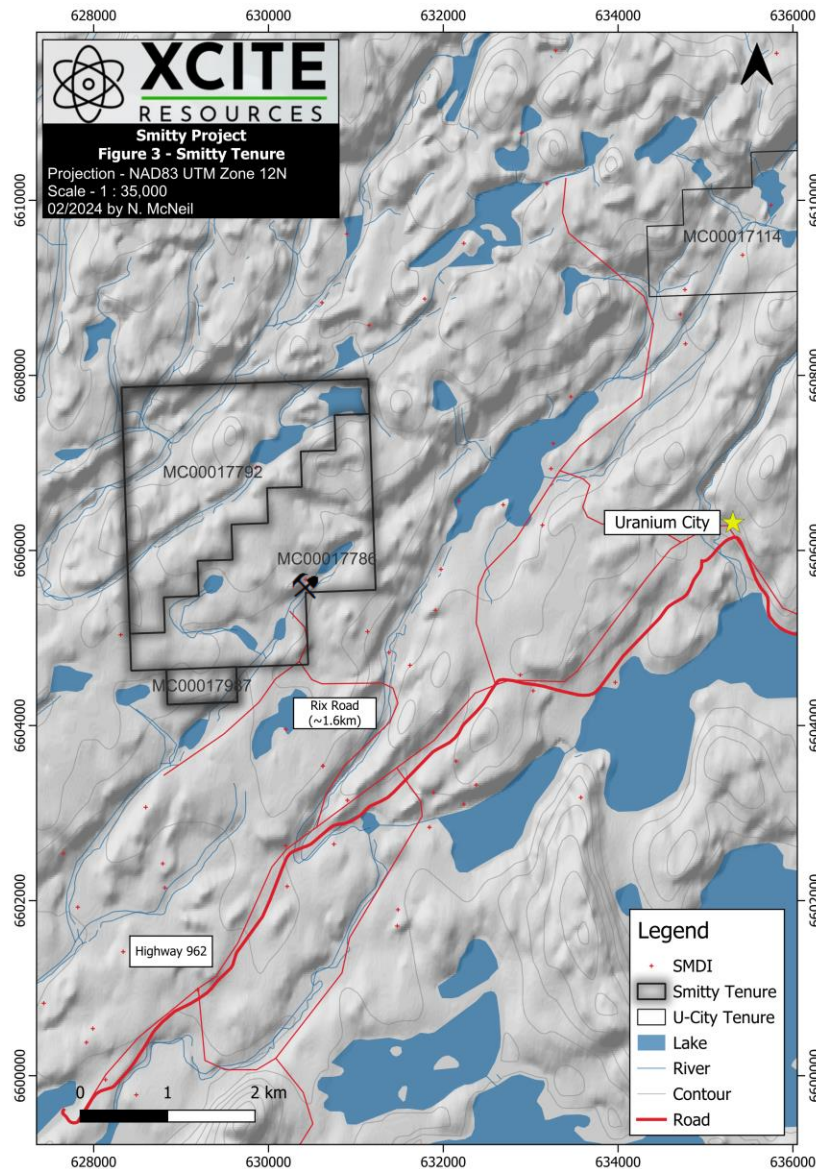 628000
630000
632000
634000
636000
XCITE
RESOURCES
Smitty Project
Figure 3 - Smitty Tenure
Projection - NAD83 UTM Zone 12N
Scale - 1 : 35,000
02/2024 by N. McNeil
6610000
6610000
MC00017114
6608000
6608000
MC00017792
Uranium City
6606000
6606000
MC00017786
MC00017987
Rix Road
(~1.6km)
6604000
6604000
6602000
6602000
Highway 962
Legend
SMDI
Smitty Tenure
U-City Tenure
Lake
River
Contour
Road
6600000
6600000
0 1 2 km
628000
630000
632000
634000
636000